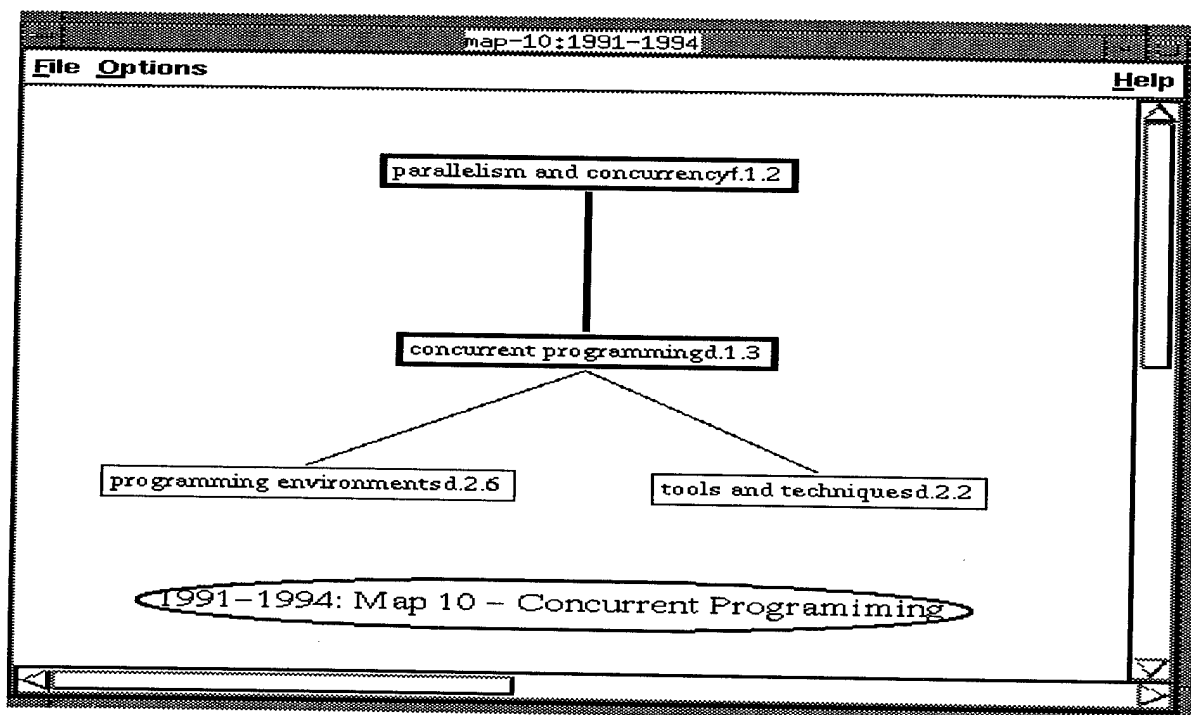 map-10:1991-1994
File Options Help
parallelism and concurrencyf.1.2
concurrent programmingd.1.3
programming environmentsd.2.6
tools and techniquesd.2.2
1991-1994: Map 10 - Concurrent Programiming